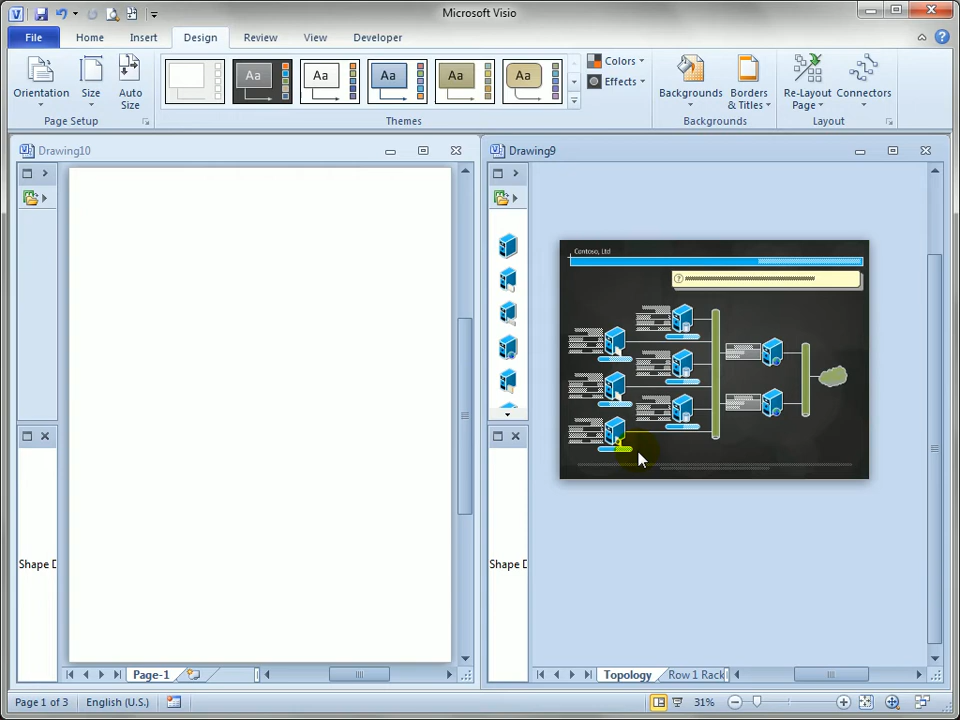 Microsoft Visio
File Home Insert Design Review View Developer
Orientation Size Auto Size
Page Setup
Aa Aa Aa Aa Aa
Themes
Colors
Effects
Backgrounds Borders & Titles
Backgrounds
Re-Layout Page Connectors
Layout
Drawing10
Drawing9
Contoso, Ltd
Shape D
Shape D
Page-1
Topology Row 1 Rack
Page 1 of 3 English (U.S.) 31%